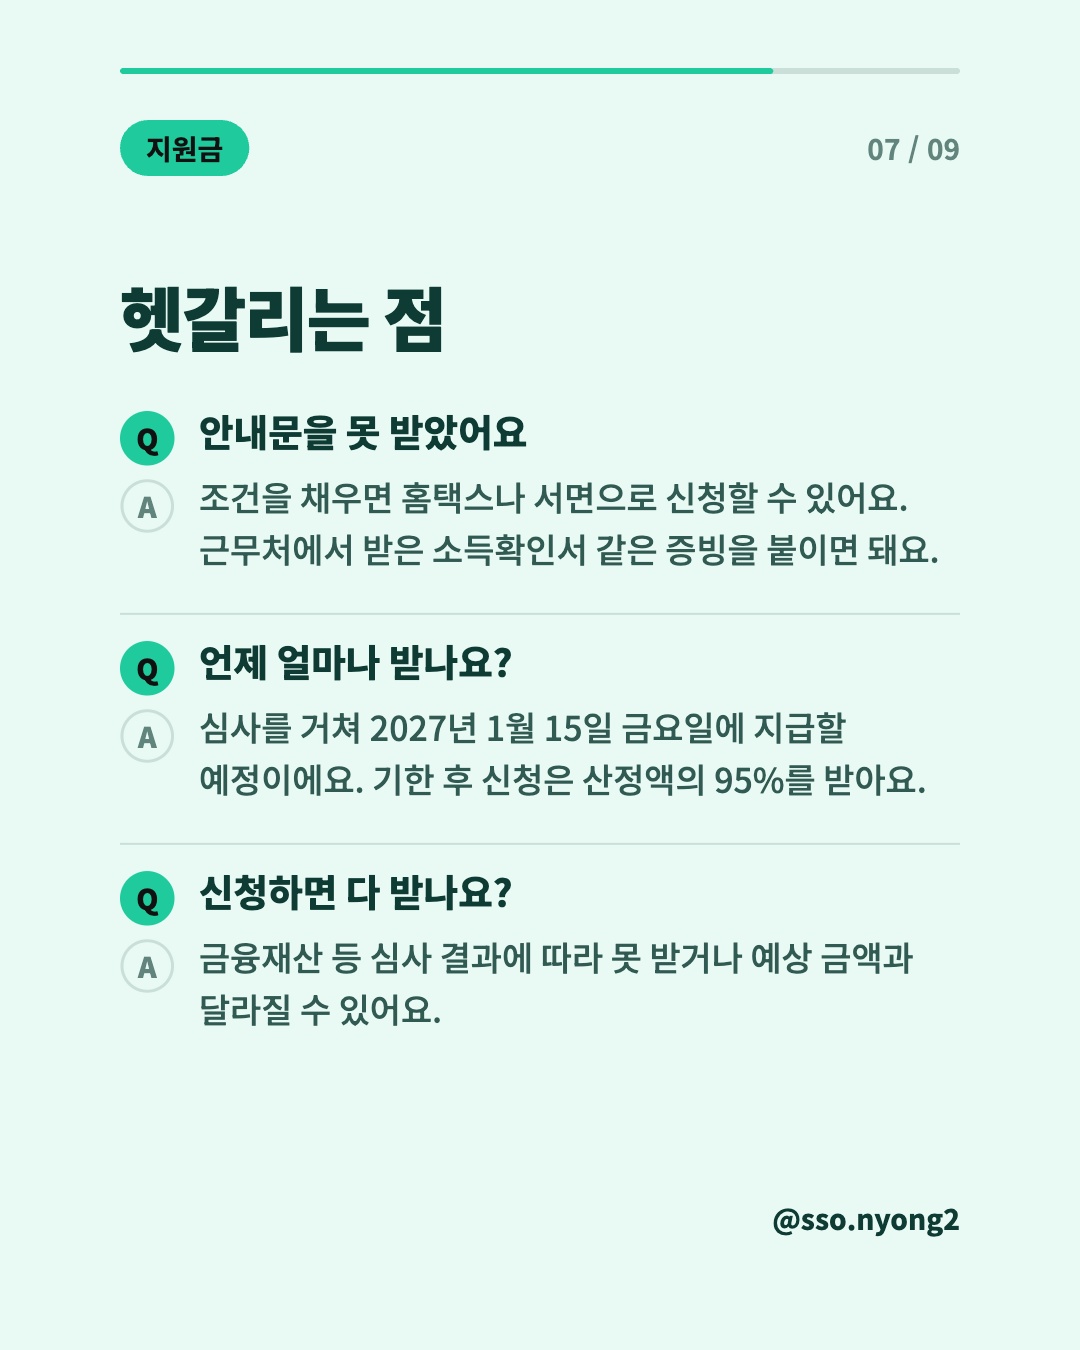 지원금
07 / 09
헷갈리는 점
Q 안내문을 못 받았어요
A 조건을 채우면 홈택스나 서면으로 신청할 수 있어요.
근무처에서 받은 소득확인서 같은 증빙을 붙이면 돼요.
Q 언제 얼마나 받나요?
A 심사를 거쳐 2027년 1월 15일 금요일에 지급할
예정이에요. 기한 후 신청은 산정액의 95%를 받아요.
Q 신청하면 다 받나요?
A 금융재산 등 심사 결과에 따라 못 받거나 예상 금액과
달라질 수 있어요.
@sso.nyong2